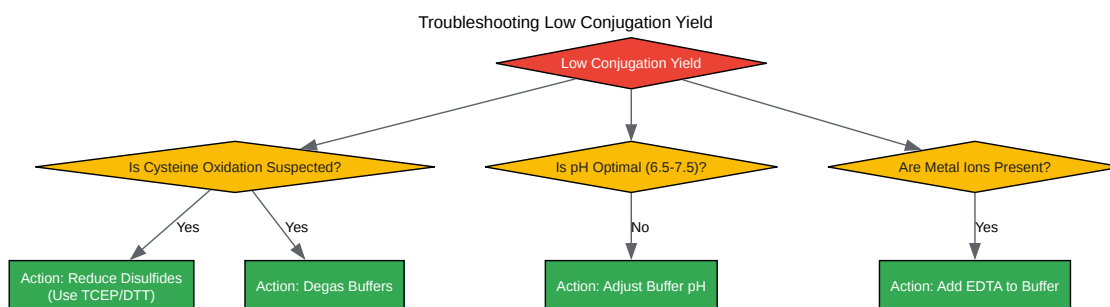 Troubleshooting Low Conjugation Yield
Low Conjugation Yield
Is Cysteine Oxidation Suspected?
Is pH Optimal (6.5-7.5)?
Are Metal Ions Present?
Yes
Yes
No
Yes
Action: Reduce Disulfides
(Use TCEP/DTT)
Action: Degas Buffers
Action: Adjust Buffer pH
Action: Add EDTA to Buffer